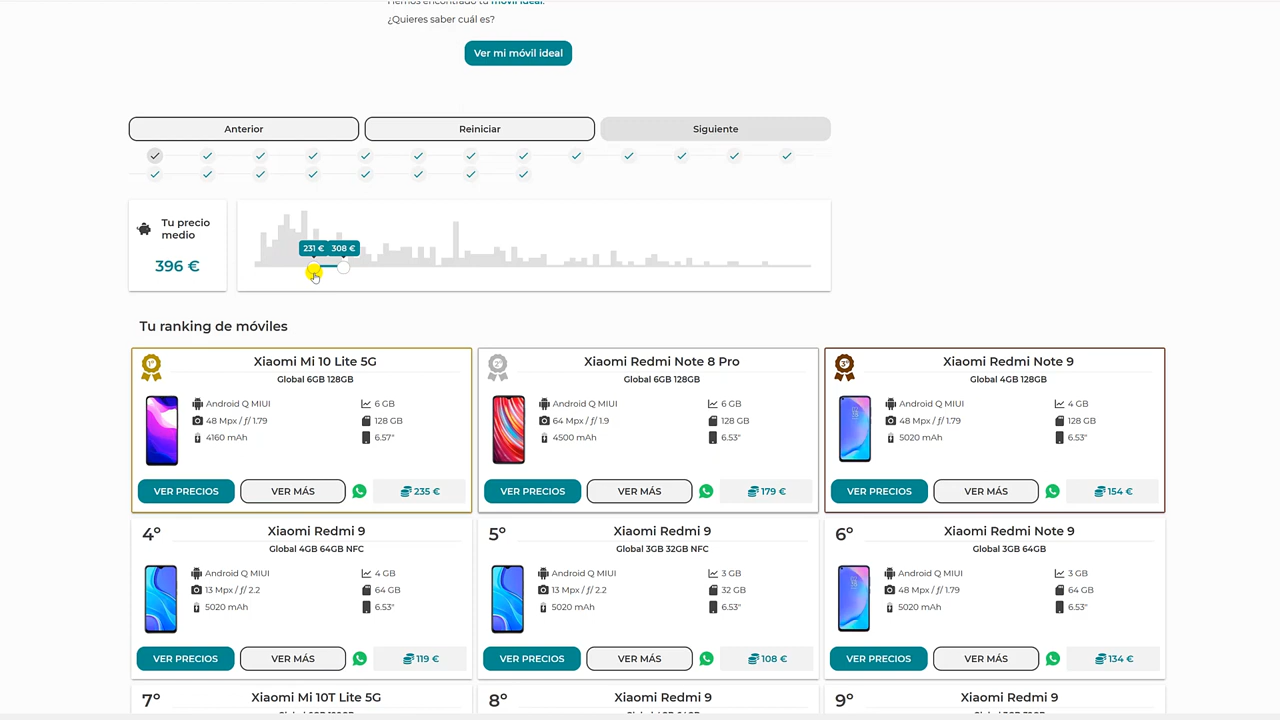 Hemos encontrado tu móvil ideal.
¿Quieres saber cuál es?
Ver mi móvil ideal
Anterior Reiniciar Siguiente
Tu precio medio
396 €
231 € 308 €
Tu ranking de móviles
1º Xiaomi Mi 10 Lite 5G
Global 6GB 128GB
Android Q MIUI 6 GB
48 Mpx / ƒ/ 1.79 128 GB
4160 mAh 6.57"
VER PRECIOS VER MÁS 235 €
2º Xiaomi Redmi Note 8 Pro
Global 6GB 128GB
Android Q MIUI 6 GB
64 Mpx / ƒ/ 1.9 128 GB
4500 mAh 6.53"
VER PRECIOS VER MÁS 179 €
3º Xiaomi Redmi Note 9
Global 4GB 128GB
Android Q MIUI 4 GB
48 Mpx / ƒ/ 1.79 128 GB
5020 mAh 6.53"
VER PRECIOS VER MÁS 154 €
4º Xiaomi Redmi 9
Global 4GB 64GB NFC
Android Q MIUI 4 GB
13 Mpx / ƒ/ 2.2 64 GB
5020 mAh 6.53"
VER PRECIOS VER MÁS 119 €
5º Xiaomi Redmi 9
Global 3GB 32GB NFC
Android Q MIUI 3 GB
13 Mpx / ƒ/ 2.2 32 GB
5020 mAh 6.53"
VER PRECIOS VER MÁS 108 €
6º Xiaomi Redmi Note 9
Global 3GB 64GB
Android Q MIUI 3 GB
48 Mpx / ƒ/ 1.79 64 GB
5020 mAh 6.53"
VER PRECIOS VER MÁS 134 €
7º Xiaomi Mi 10T Lite 5G
8º Xiaomi Redmi 9
9º Xiaomi Redmi 9